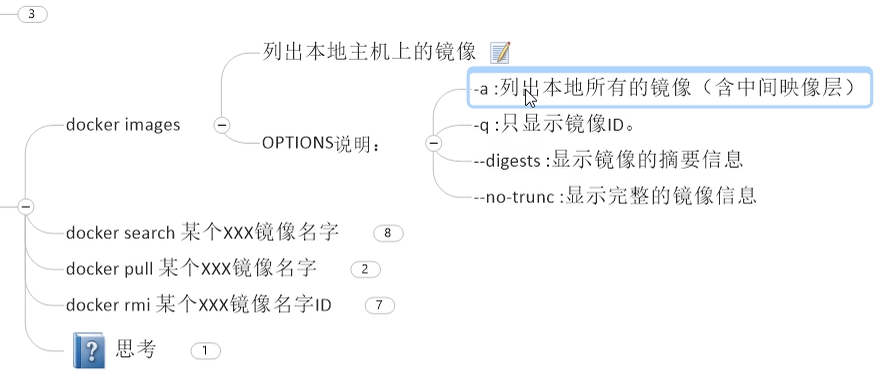 3
列出本地主机上的镜像
-a :列出本地所有的镜像（含中间映像层）
docker images
OPTIONS说明：
-q :只显示镜像ID。
--digests :显示镜像的摘要信息
--no-trunc :显示完整的镜像信息
docker search 某个XXX镜像名字 8
docker pull 某个XXX镜像名字 2
docker rmi 某个XXX镜像名字ID 7
思考 1